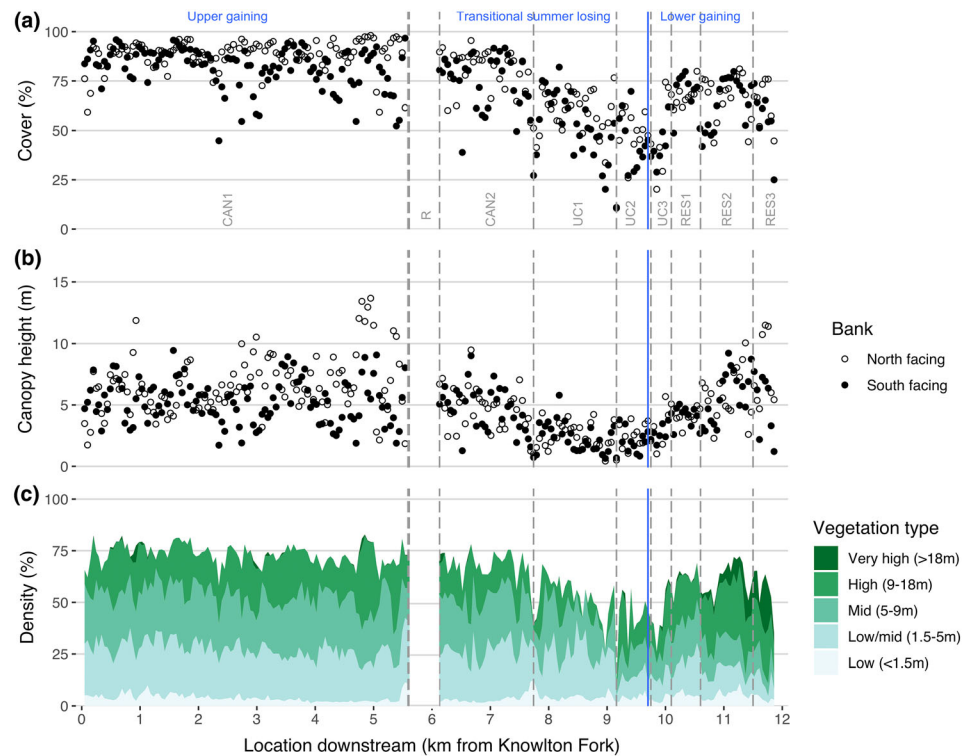 (a)
Upper gaining
Transitional summer losing
Lower gaining
Cover (%)
100
75
50
25
0
CAN1
R
CAN2
UC1
UC2
UC3
RES1
RES2
RES3
(b)
Canopy height (m)
15
10
5
0
Bank
North facing
South facing
(c)
Density (%)
100
75
50
25
0
0 1 2 3 4 5 6 7 8 9 10 11 12
Location downstream (km from Knowlton Fork)
Vegetation type
Very high (>18m)
High (9-18m)
Mid (5-9m)
Low/mid (1.5-5m)
Low (<1.5m)